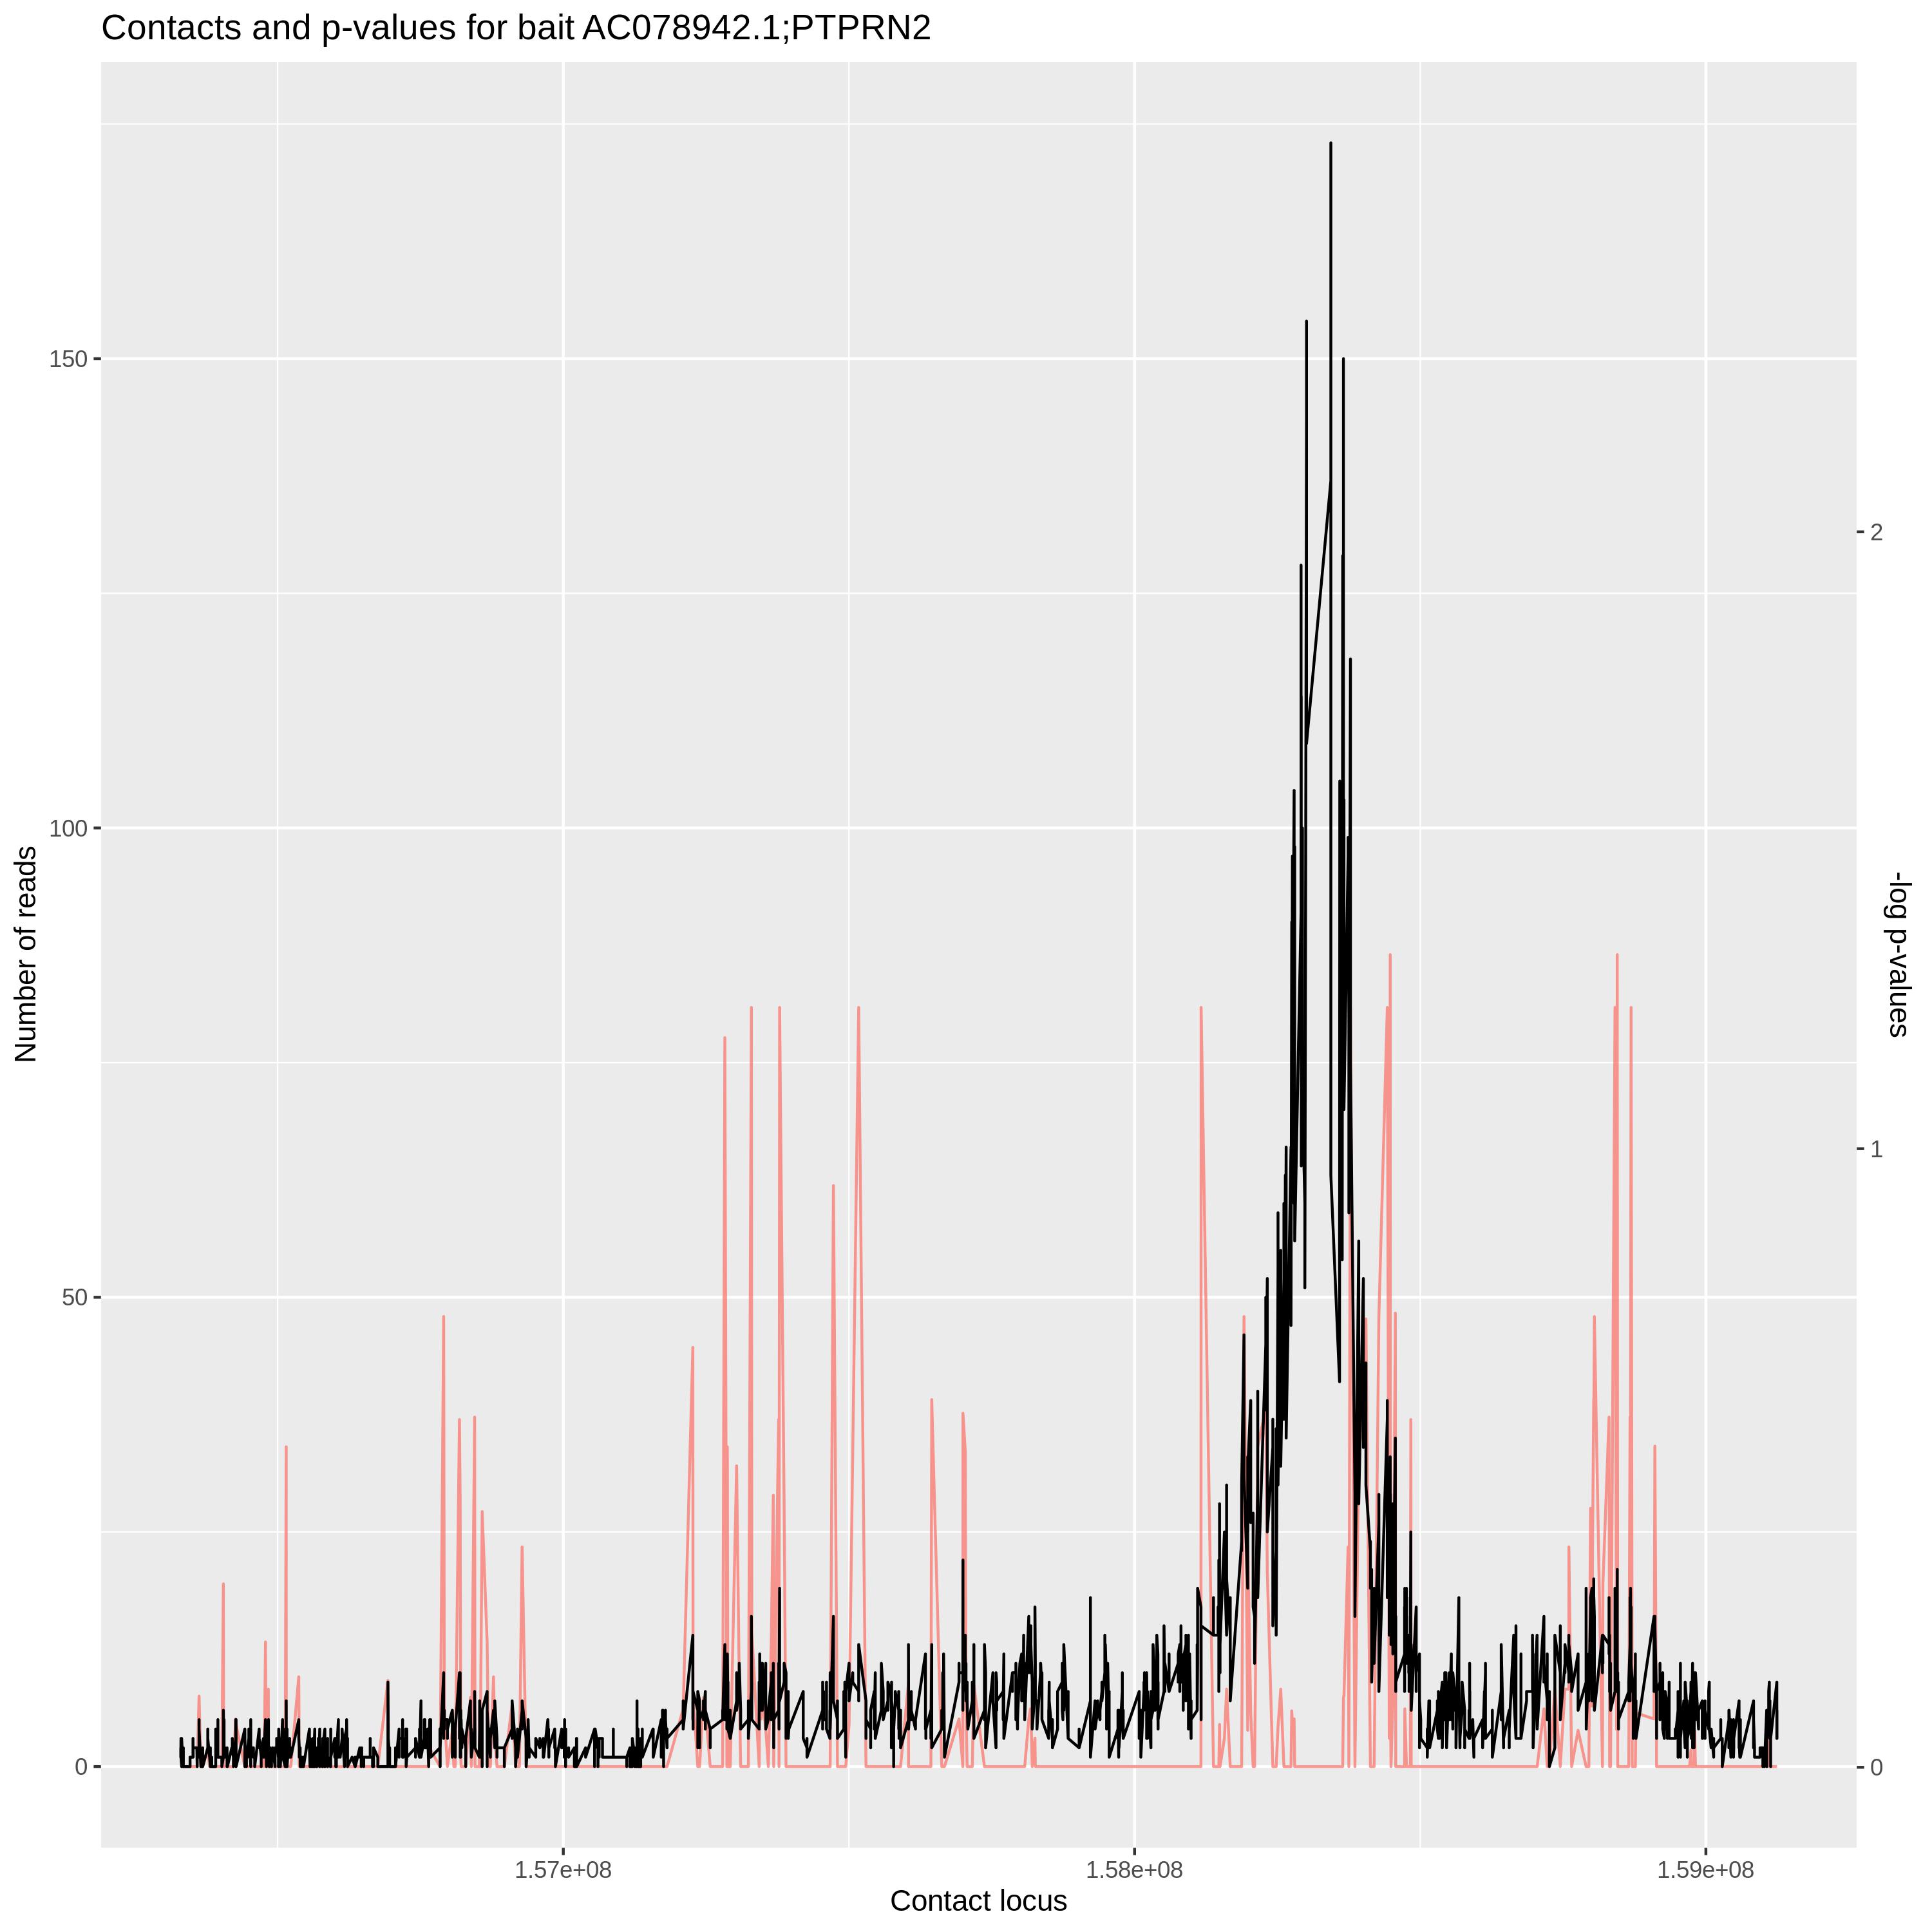 Contacts and p-values for bait AC078942.1;PTPRN2
150
100
50
0
Number of reads
2
1
0
-log p-values
1.57e+08
1.58e+08
1.59e+08
Contact locus